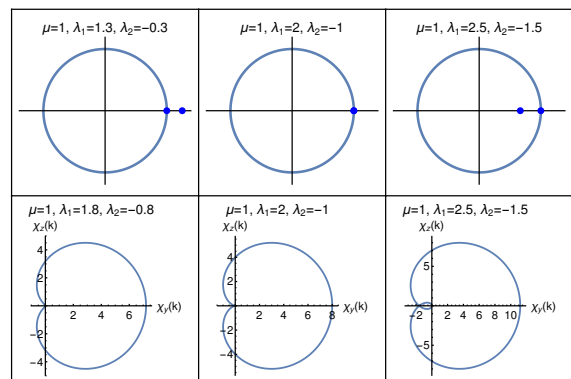 μ=1, λ₁=1.3, λ₂=−0.3
μ=1, λ₁=2, λ₂=−1
μ=1, λ₁=2.5, λ₂=−1.5
μ=1, λ₁=1.8, λ₂=−0.8
χz(k)
4
2
−2
−4
2 4 6
χy(k)
μ=1, λ₁=2, λ₂=−1
χz(k)
4
2
−2
−4
2 4 6 8
χy(k)
μ=1, λ₁=2.5, λ₂=−1.5
χz(k)
5
−5
−2 2 4 6 8 10
χy(k)